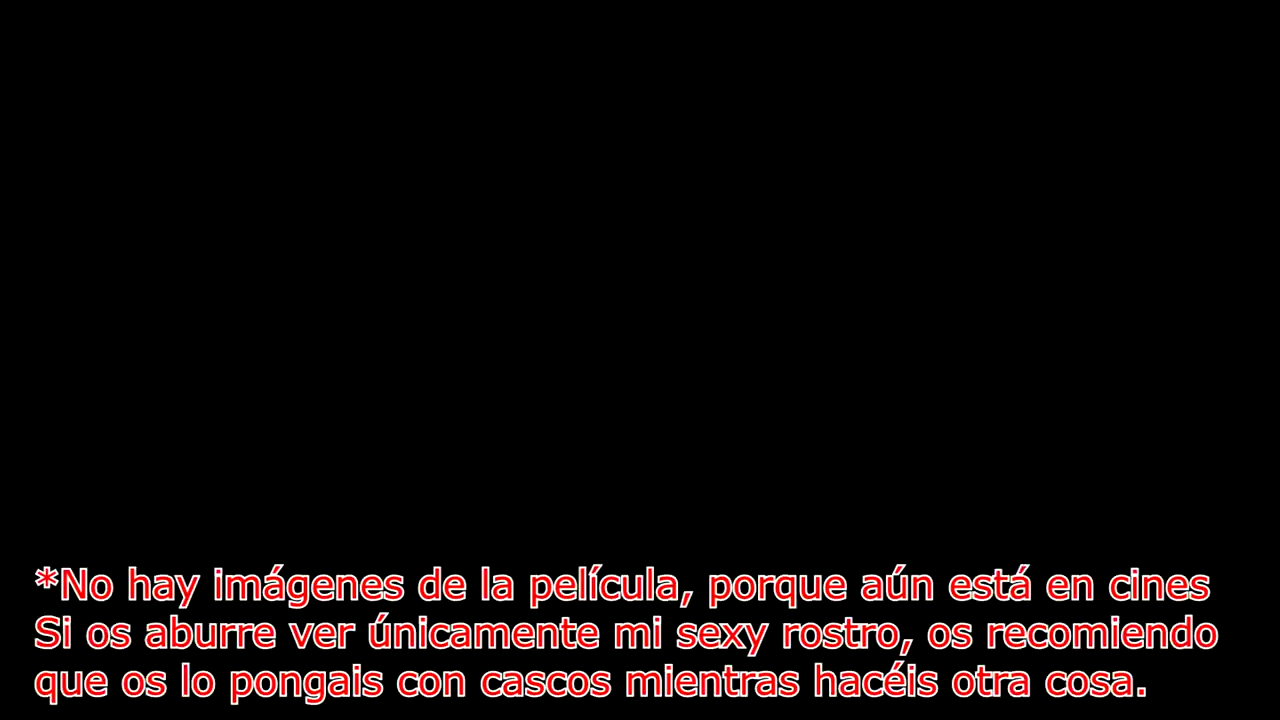 *No hay imágenes de la película, porque aún está en cines
Si os aburre ver únicamente mi sexy rostro, os recomiendo
que os lo pongais con cascos mientras hacéis otra cosa.